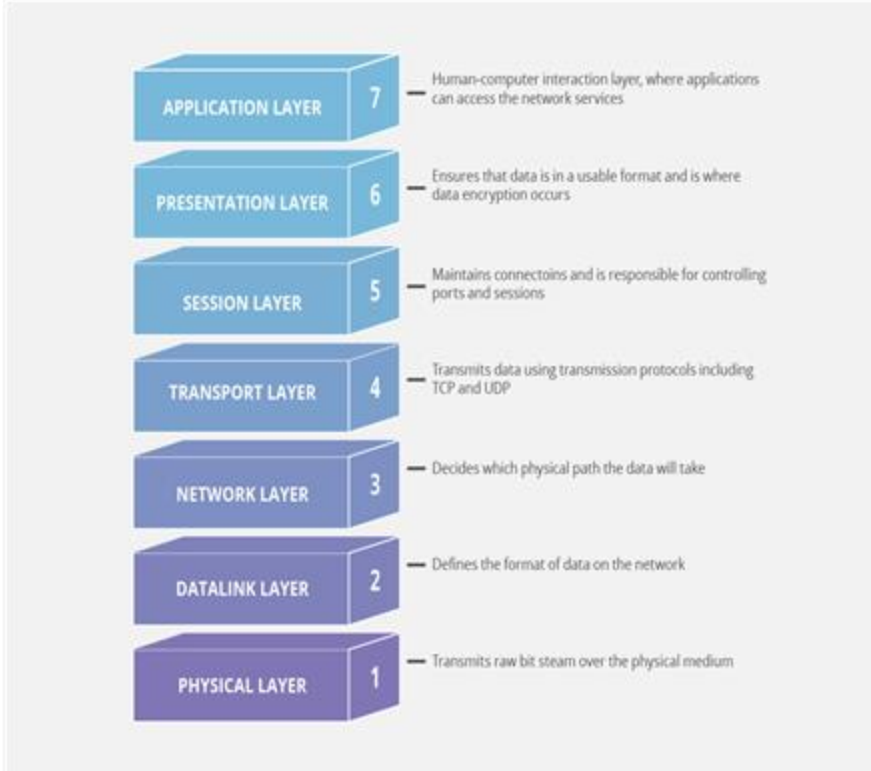 APPLICATION LAYER
7
Human-computer interaction layer, where applications
can access the network services
PRESENTATION LAYER
6
Ensures that data is in a usable format and is where
data encryption occurs
SESSION LAYER
5
Maintains connectoins and is responsible for controlling
ports and sessions
TRANSPORT LAYER
4
Transmits data using transmission protocols including
TCP and UDP
NETWORK LAYER
3
Decides which physical path the data will take
DATALINK LAYER
2
Defines the format of data on the network
PHYSICAL LAYER
1
Transmits raw bit steam over the physical medium